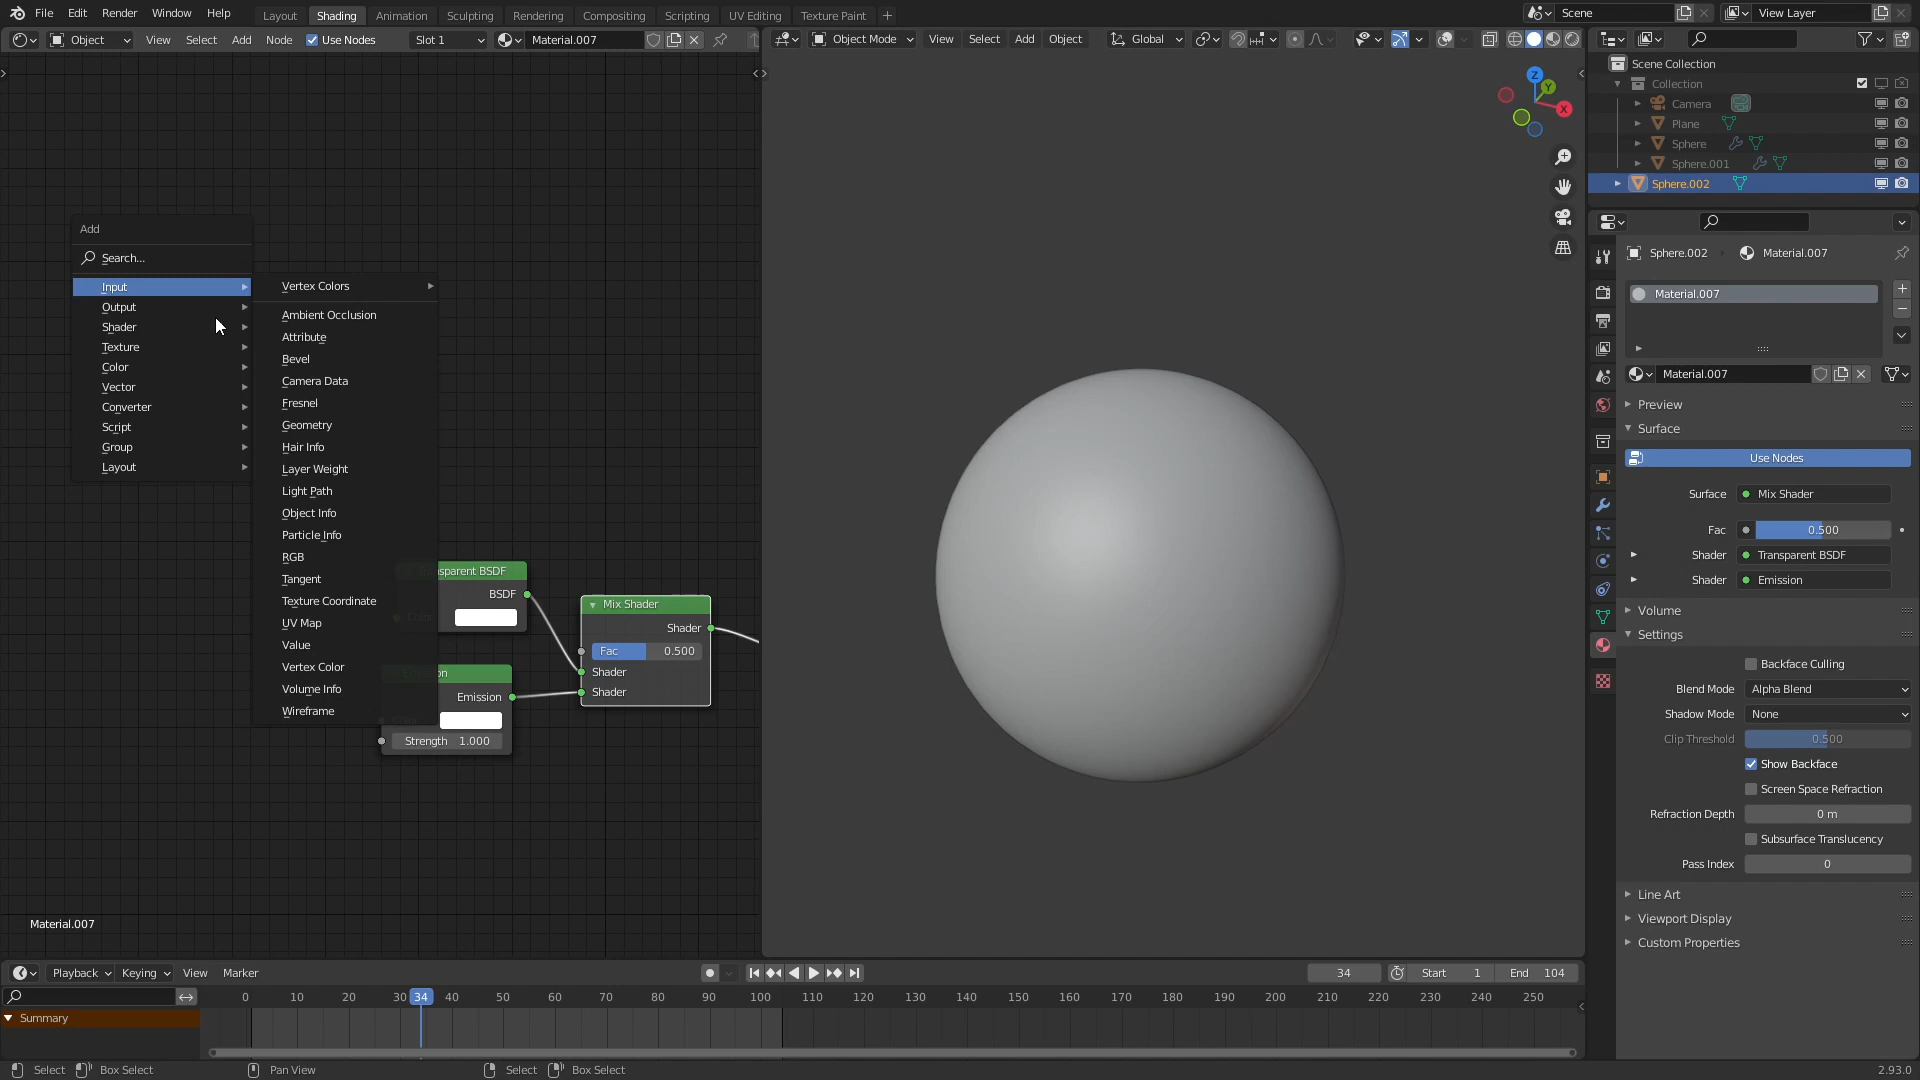 File Edit Render Window Help Layout Shading Animation Sculpting Rendering Compositing Scripting UV Editing Texture Paint + Scene View Layer
Object View Select Add Node Use Nodes Slot 1 Material.007
Object Mode View Select Add Object Global
Add
Search...
Input
Output
Shader
Texture
Color
Vector
Converter
Script
Group
Layout
Vertex Colors
Ambient Occlusion
Attribute
Bevel
Camera Data
Fresnel
Geometry
Hair Info
Layer Weight
Light Path
Object Info
Particle Info
RGB
Tangent
Texture Coordinate
UV Map
Value
Vertex Color
Volume Info
Wireframe
sparent BSDF
BSDF
Color
Emission
Emission
Strength 1.000
Mix Shader
Shader
Fac 0.500
Shader
Shader
Material.007
Z
Y
X
Scene Collection
Collection
Camera
Plane
Sphere
Sphere.001
Sphere.002
Sphere.002 Material.007
Material.007
Material.007
Preview
Surface
Use Nodes
Surface Mix Shader
Fac 0.500
Shader Transparent BSDF
Shader Emission
Volume
Settings
Backface Culling
Blend Mode Alpha Blend
Shadow Mode None
Clip Threshold 0.500
Show Backface
Screen Space Refraction
Refraction Depth 0 m
Subsurface Translucency
Pass Index 0
Line Art
Viewport Display
Custom Properties
Playback Keying View Marker 34 Start 1 End 104
0 10 20 30 34 40 50 60 70 80 90 100 110 120 130 140 150 160 170 180 190 200 210 220 230 240 250
Summary
Select Box Select Pan View Select Box Select 2.93.0